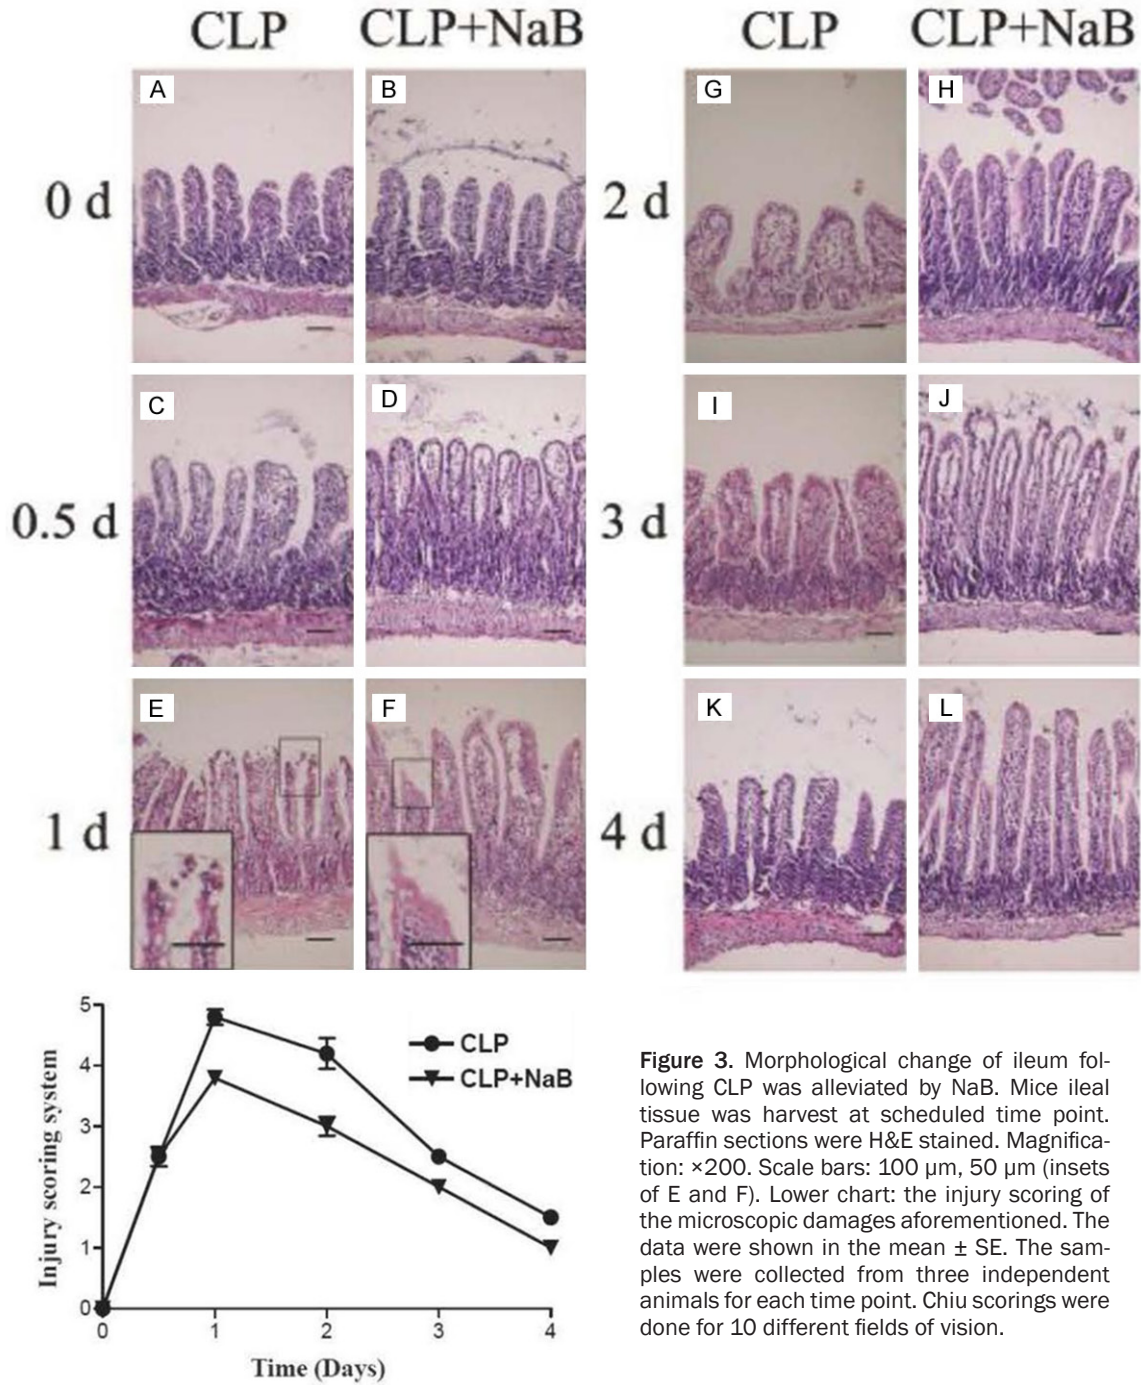 CLP CLP+NaB CLP CLP+NaB
A B G H
0 d 2 d
C D I J
0.5 d 3 d
E F K L
1 d 4 d
5
4
3
2
1
0
0 1 2 3 4
Injury scoring system
Time (Days)
CLP
CLP+NaB
Figure 3. Morphological change of ileum fol-
lowing CLP was alleviated by NaB. Mice ileal
tissue was harvest at scheduled time point.
Paraffin sections were H&E stained. Magnifica-
tion: ×200. Scale bars: 100 μm, 50 μm (insets
of E and F). Lower chart: the injury scoring of
the microscopic damages aforementioned. The
data were shown in the mean ± SE. The sam-
ples were collected from three independent
animals for each time point. Chiu scorings were
done for 10 different fields of vision.